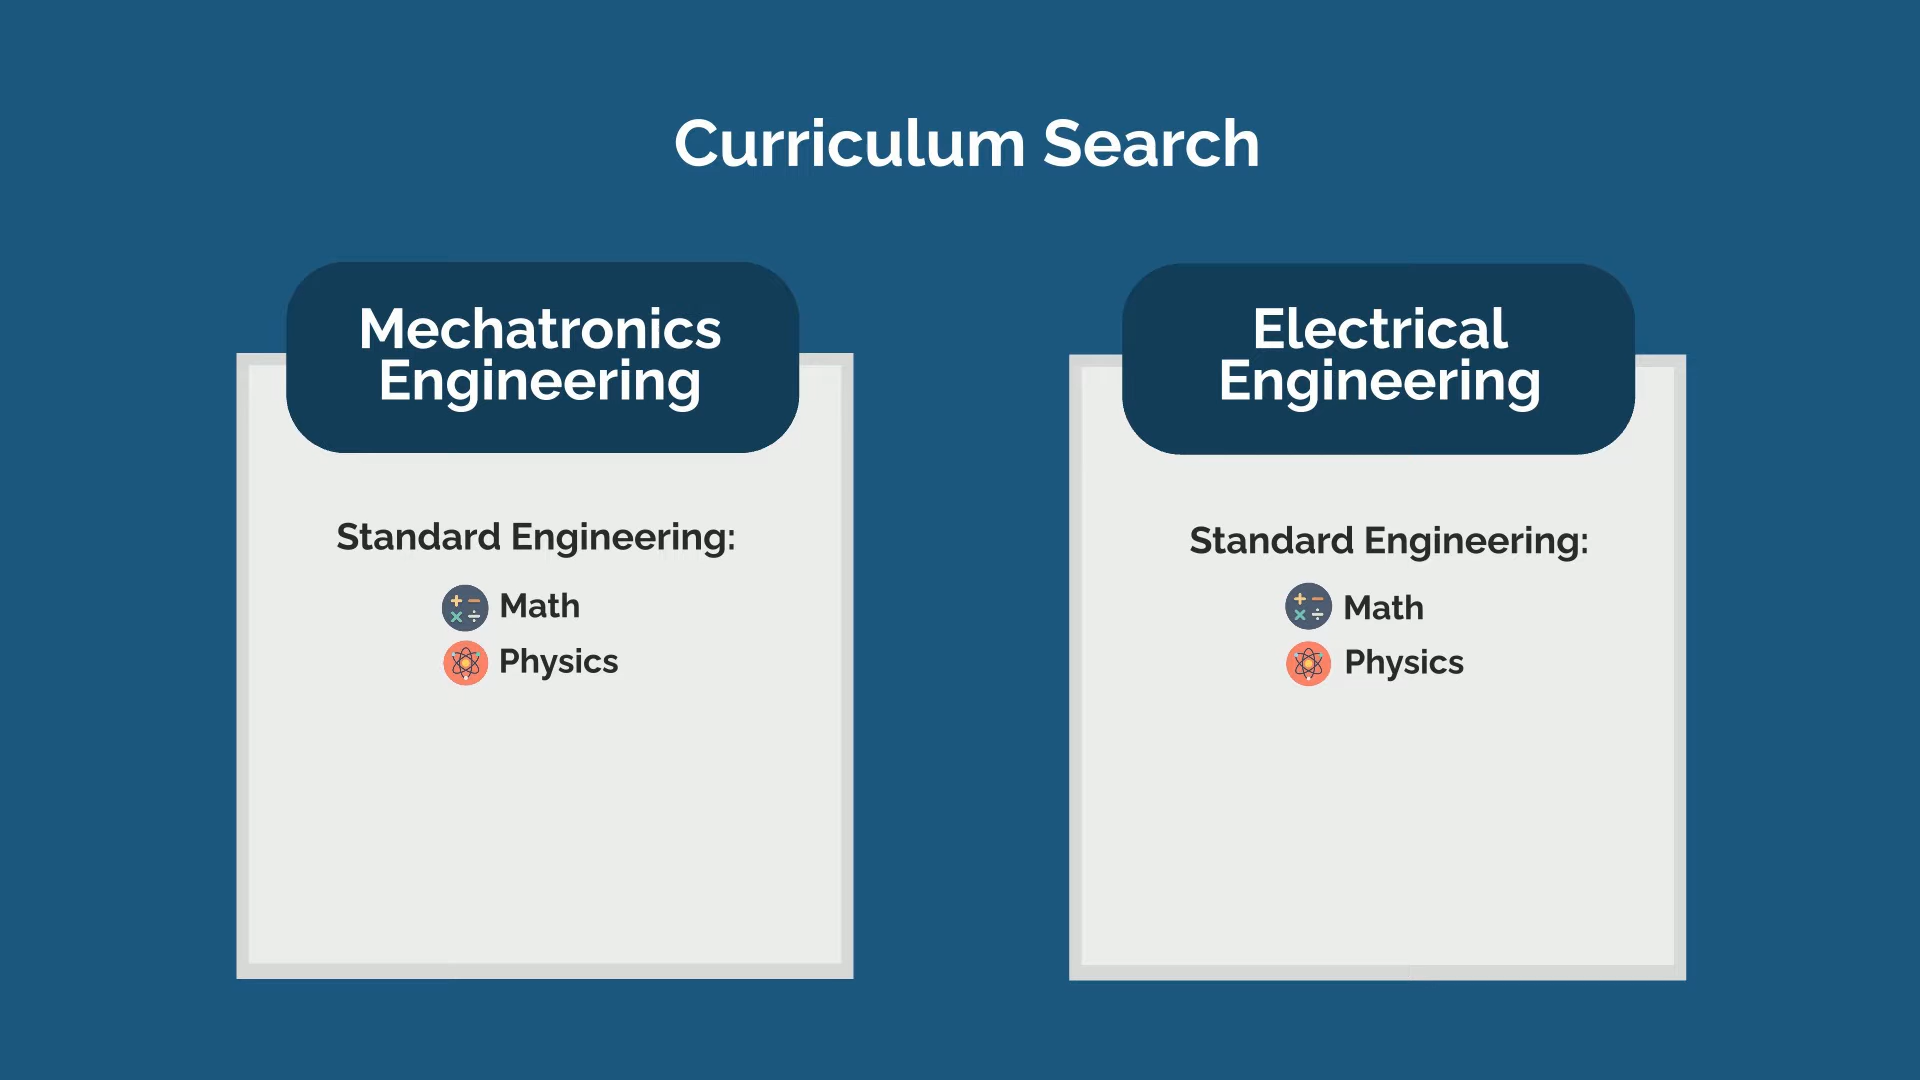 Curriculum Search
Mechatronics
Engineering
Standard Engineering:
Math
Physics
Electrical
Engineering
Standard Engineering:
Math
Physics